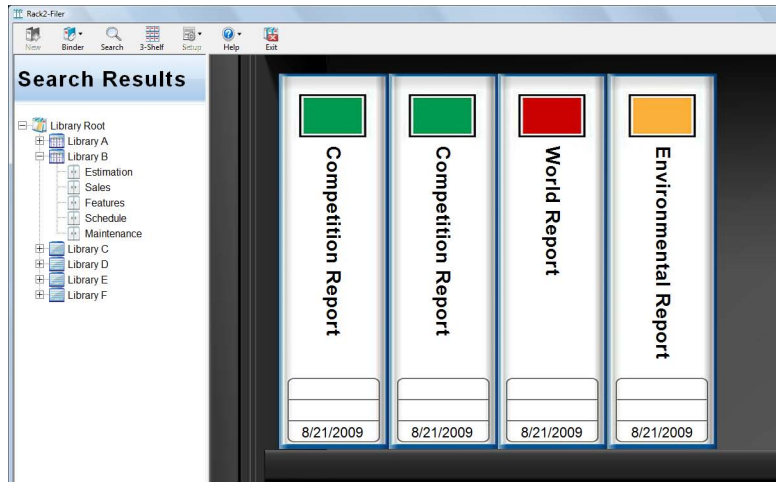 Rack2-Filer
New
Binder
Search
3-Shelf
Setup
Help
Exit
Search Results
Library Root
Library A
Library B
Estimation
Sales
Features
Schedule
Maintenance
Library C
Library D
Library E
Library F
Competition Report
8/21/2009
Competition Report
8/21/2009
World Report
8/21/2009
Environmental Report
8/21/2009